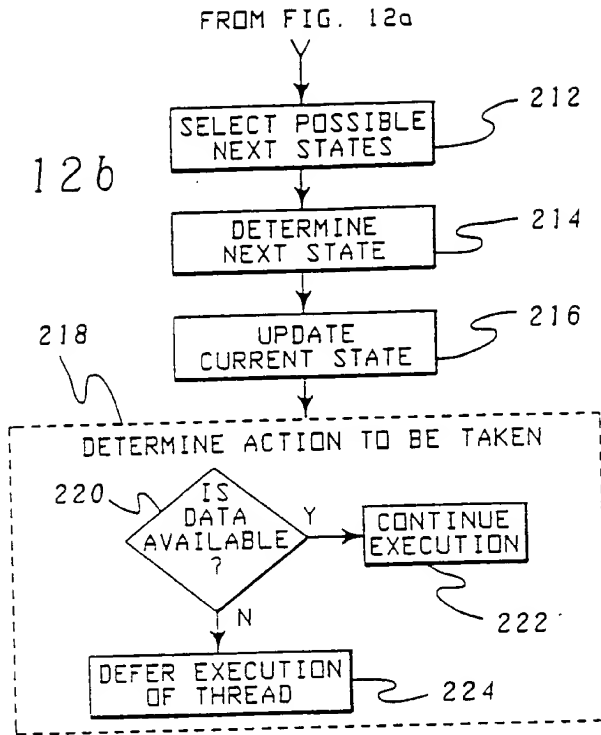 FROM FIG. 12a
Y
SELECT POSSIBLE
NEXT STATES
212
12b
DETERMINE
NEXT STATE
214
UPDATE
CURRENT STATE
216
218
DETERMINE ACTION TO BE TAKEN
220
IS
DATA
AVAILABLE
?
Y
CONTINUE
EXECUTION
222
N
DEFER EXECUTION
OF THREAD
224